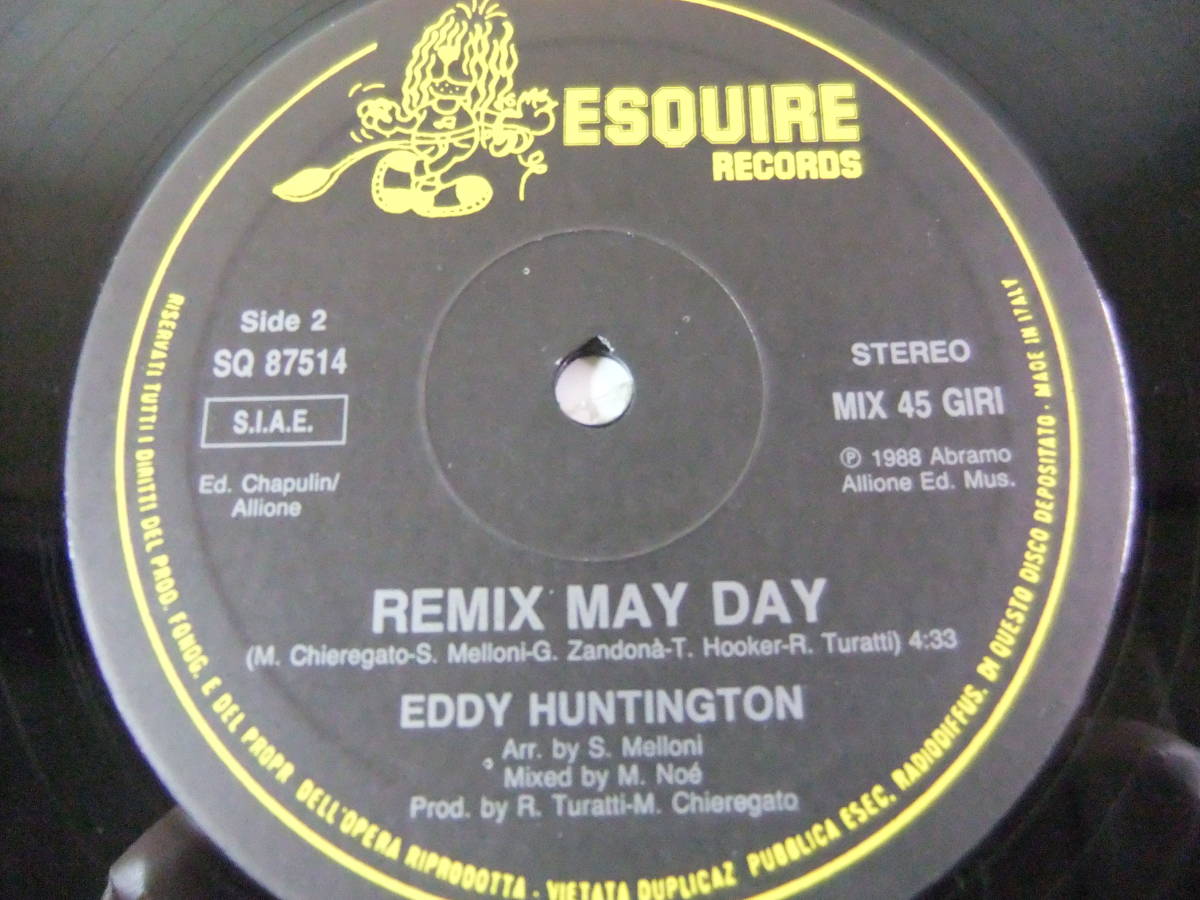 ESQUIRE
RECORDS
Side 2
SQ 87514
S.I.A.E.
Ed. Chapulin/
Allione
STEREO
MIX 45 GIRI
℗ 1988 Abramo
Allione Ed. Mus.
REMIX MAY DAY
(M. Chieregato-S. Melloni-G. Zandonà-T. Hooker-R. Turatti) 4:33
EDDY HUNTINGTON
Arr. by S. Melloni
Mixed by M. Noé
Prod. by R. Turatti-M. Chieregato
RISERVATI TUTTI I DIRITTI DEL PROD. FONOG. E DEL PROPR DELL'OPERA RIPRODOTTA - VIETATA DUPLICAZ PUBBLICA ESEC. RADIODIFFUS. DI QUESTO DISCO DEPOSITATO - MADE IN ITALY